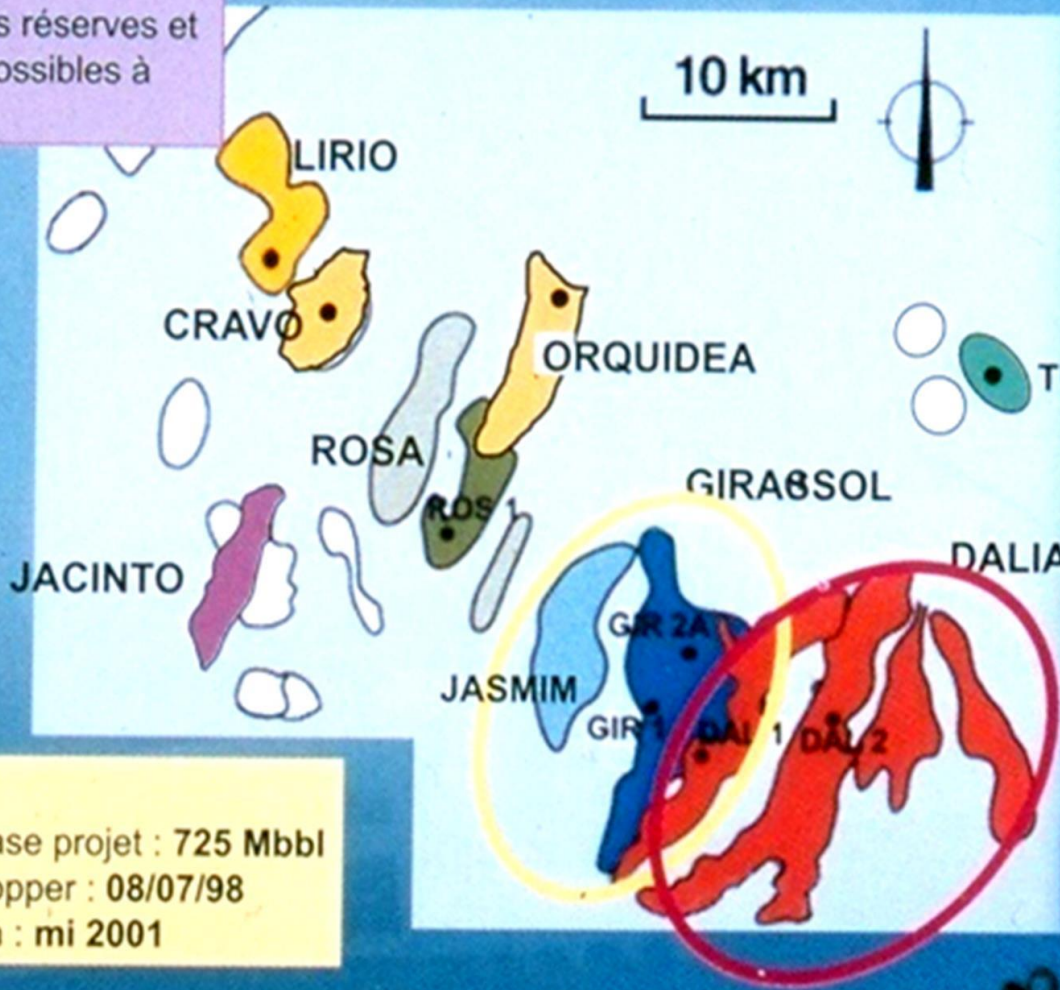 s réserves et
ossibles à
10 km
LIRIO
CRAVO
ORQUIDEA
T
ROSA
GIRASSOL
ROS 1
DALIA
JACINTO
GIR 2A
JASMIM
GIR 1
DAL 1
DAL 2
ase projet : 725 Mbbl
opper : 08/07/98
: mi 2001